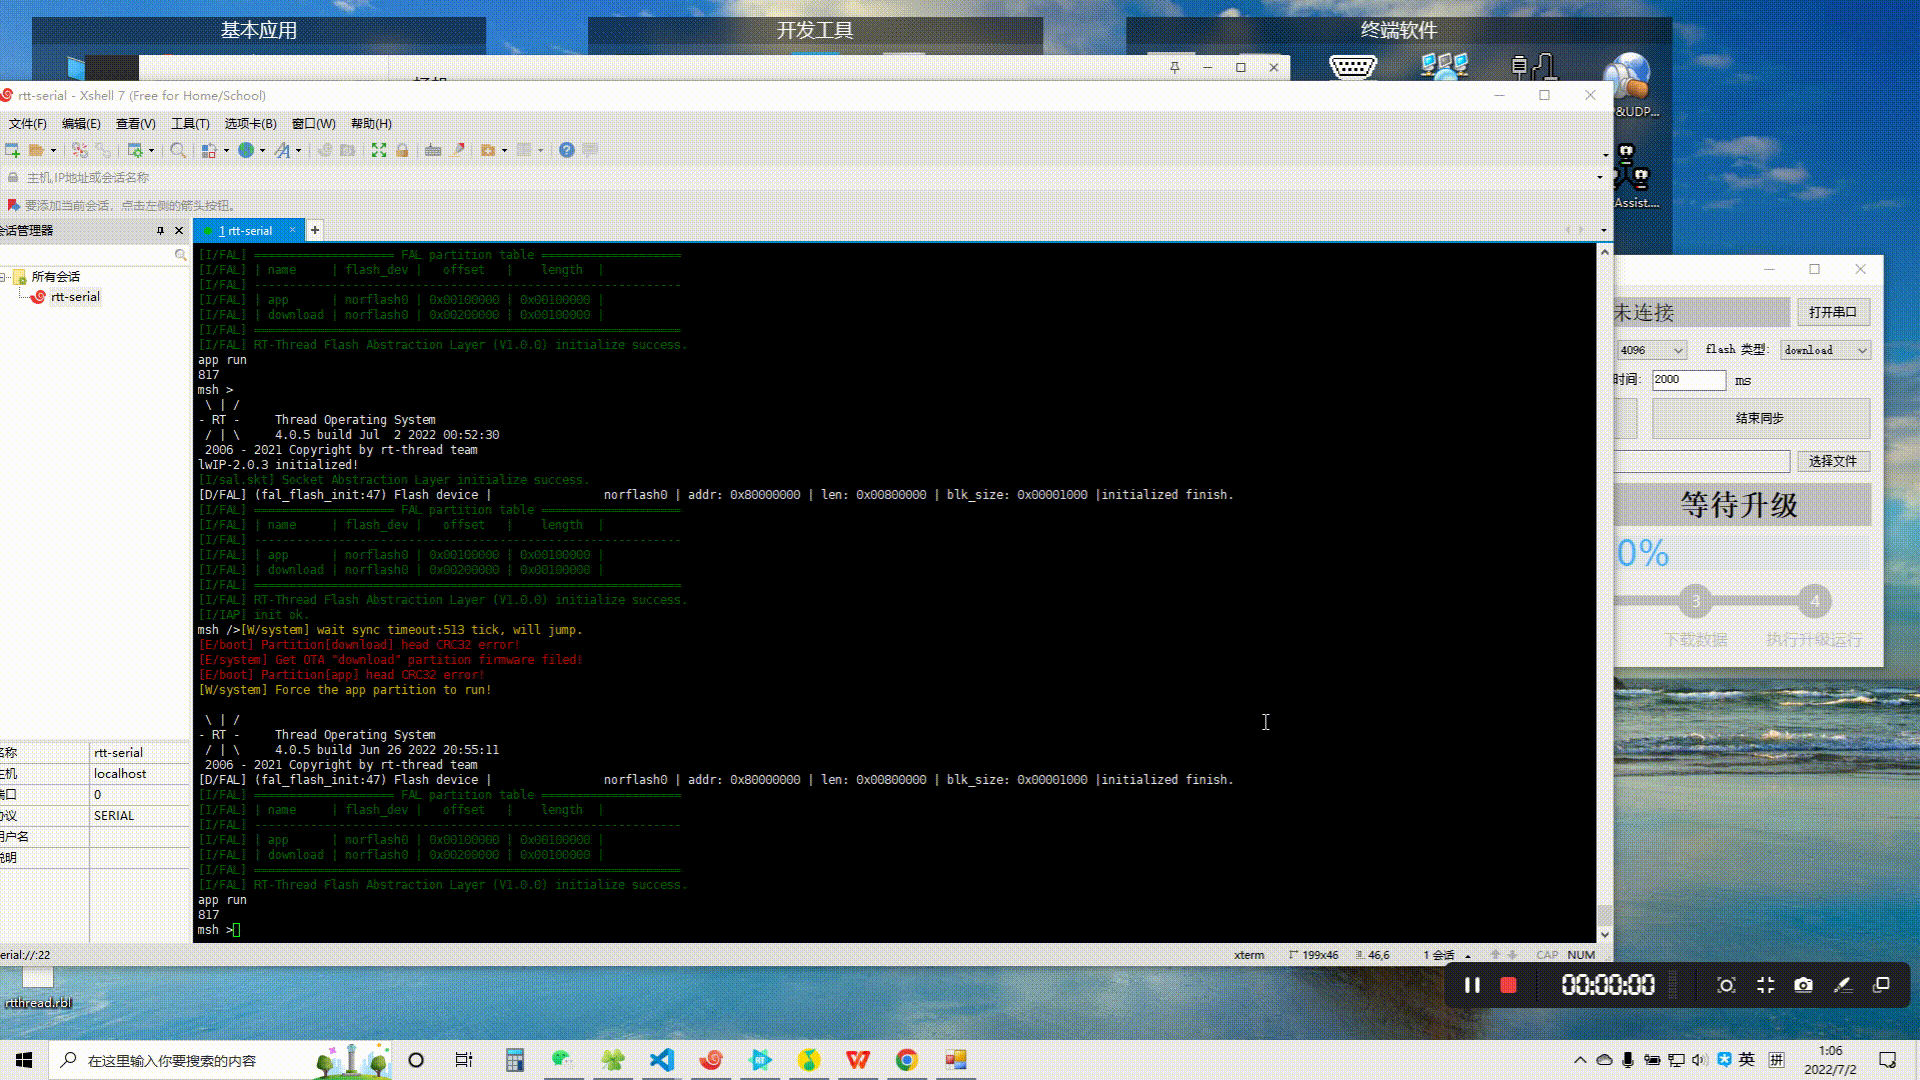 基本应用
开发工具
终端软件
P&UDP...
Assist....
rtt-serial - Xshell 7 (Free for Home/School)
文件(F) 编辑(E) 查看(V) 工具(T) 选项卡(B) 窗口(W) 帮助(H)
主机,IP地址或会话名称
要添加当前会话，点击左侧的箭头按钮。
会话管理器
1 rtt-serial
所有会话
rtt-serial
[I/FAL] ==================== FAL partition table ====================
[I/FAL] | name     | flash_dev |   offset   |    length  |
[I/FAL] -------------------------------------------------------------
[I/FAL] | app      | norflash0 | 0x00100000 | 0x00100000 |
[I/FAL] | download | norflash0 | 0x00200000 | 0x00100000 |
[I/FAL] =============================================================
[I/FAL] RT-Thread Flash Abstraction Layer (V1.0.0) initialize success.
app run
817
msh >
 \ | /
- RT -     Thread Operating System
 / | \     4.0.5 build Jul  2 2022 00:52:30
 2006 - 2021 Copyright by rt-thread team
lwIP-2.0.3 initialized!
[I/sal.skt] Socket Abstraction Layer initialize success.
[D/FAL] (fal_flash_init:47) Flash device |                norflash0 | addr: 0x80000000 | len: 0x00800000 | blk_size: 0x00001000 |initialized finish.
[I/FAL] ==================== FAL partition table ====================
[I/FAL] | name     | flash_dev |   offset   |    length  |
[I/FAL] -------------------------------------------------------------
[I/FAL] | app      | norflash0 | 0x00100000 | 0x00100000 |
[I/FAL] | download | norflash0 | 0x00200000 | 0x00100000 |
[I/FAL] =============================================================
[I/FAL] RT-Thread Flash Abstraction Layer (V1.0.0) initialize success.
[I/IAP] init ok.
msh />[W/system] wait sync timeout:513 tick, will jump.
[E/boot] Partition[download] head CRC32 error!
[E/system] Get OTA "download" partition firmware filed!
[E/boot] Partition[app] head CRC32 error!
[W/system] Force the app partition to run!
 \ | /
- RT -     Thread Operating System
 / | \     4.0.5 build Jun 26 2022 20:55:11
 2006 - 2021 Copyright by rt-thread team
[D/FAL] (fal_flash_init:47) Flash device |                norflash0 | addr: 0x80000000 | len: 0x00800000 | blk_size: 0x00001000 |initialized finish.
[I/FAL] ==================== FAL partition table ====================
[I/FAL] | name     | flash_dev |   offset   |    length  |
[I/FAL] -------------------------------------------------------------
[I/FAL] | app      | norflash0 | 0x00100000 | 0x00100000 |
[I/FAL] | download | norflash0 | 0x00200000 | 0x00100000 |
[I/FAL] =============================================================
[I/FAL] RT-Thread Flash Abstraction Layer (V1.0.0) initialize success.
app run
817
msh >
名称 rtt-serial
主机 localhost
端口 0
协议 SERIAL
用户名
说明
erial://:22
xterm 199x46 46,6 1 会话 CAP NUM
未连接 打开串口
4096 flash 类型: download
时间: 2000 ms
结束同步
选择文件
等待升级
0%
3 4
下载数据 执行升级运行
rtthread.rbl
00:00:00
在这里输入你要搜索的内容
英 拼
1:06
2022/7/2